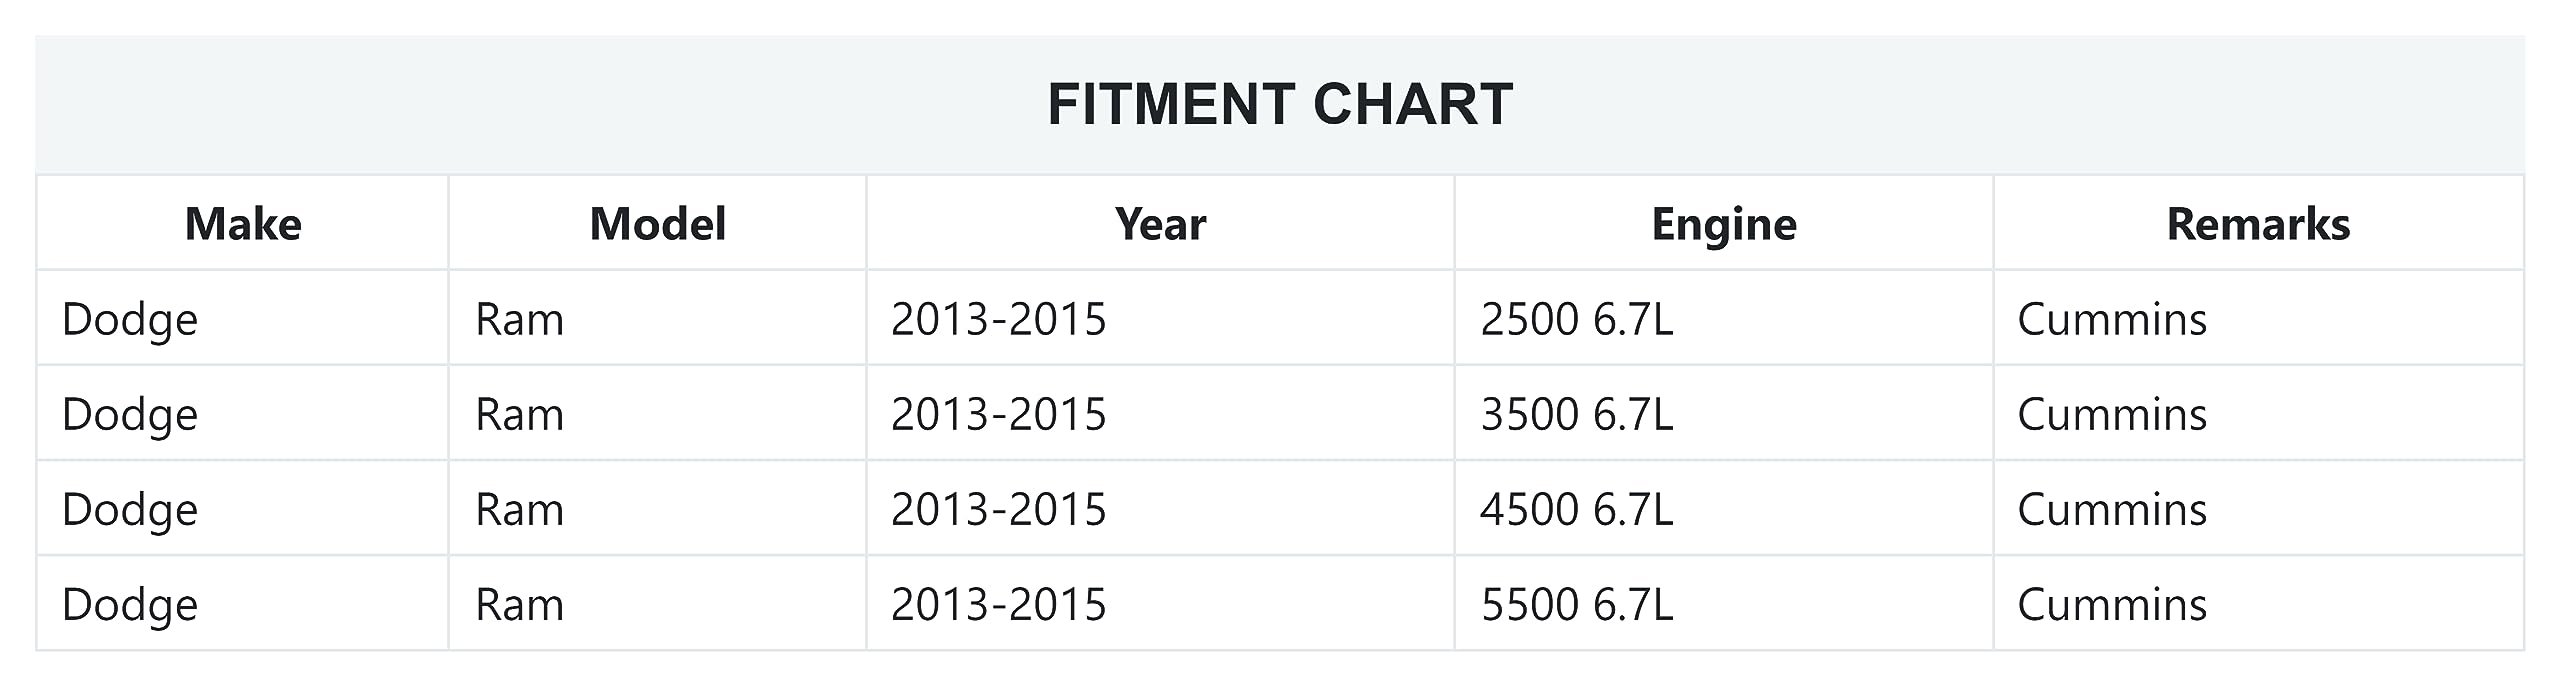 FITMENT CHART
Make Model Year Engine Remarks
Dodge Ram 2013-2015 2500 6.7L Cummins
Dodge Ram 2013-2015 3500 6.7L Cummins
Dodge Ram 2013-2015 4500 6.7L Cummins
Dodge Ram 2013-2015 5500 6.7L Cummins